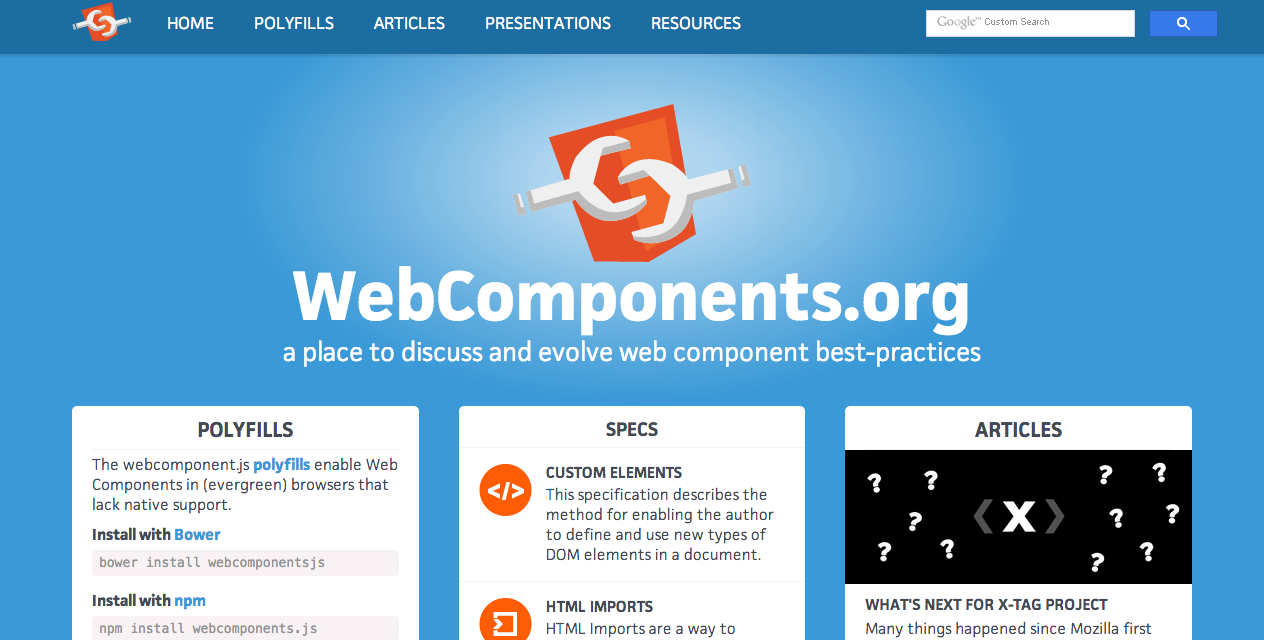 HOME POLYFILLS ARTICLES PRESENTATIONS RESOURCES
Google™ Custom Search
WebComponents.org
a place to discuss and evolve web component best-practices
POLYFILLS
The webcomponent.js polyfills enable Web
Components in (evergreen) browsers that
lack native support.
Install with Bower
bower install webcomponentsjs
Install with npm
npm install webcomponents.js
SPECS
</>
CUSTOM ELEMENTS
This specification describes the
method for enabling the author
to define and use new types of
DOM elements in a document.
HTML IMPORTS
HTML Imports are a way to
ARTICLES
? ? ? ? ? ? ? ? ? ? ? ?
‹ X ›
WHAT'S NEXT FOR X-TAG PROJECT
Many things happened since Mozilla first